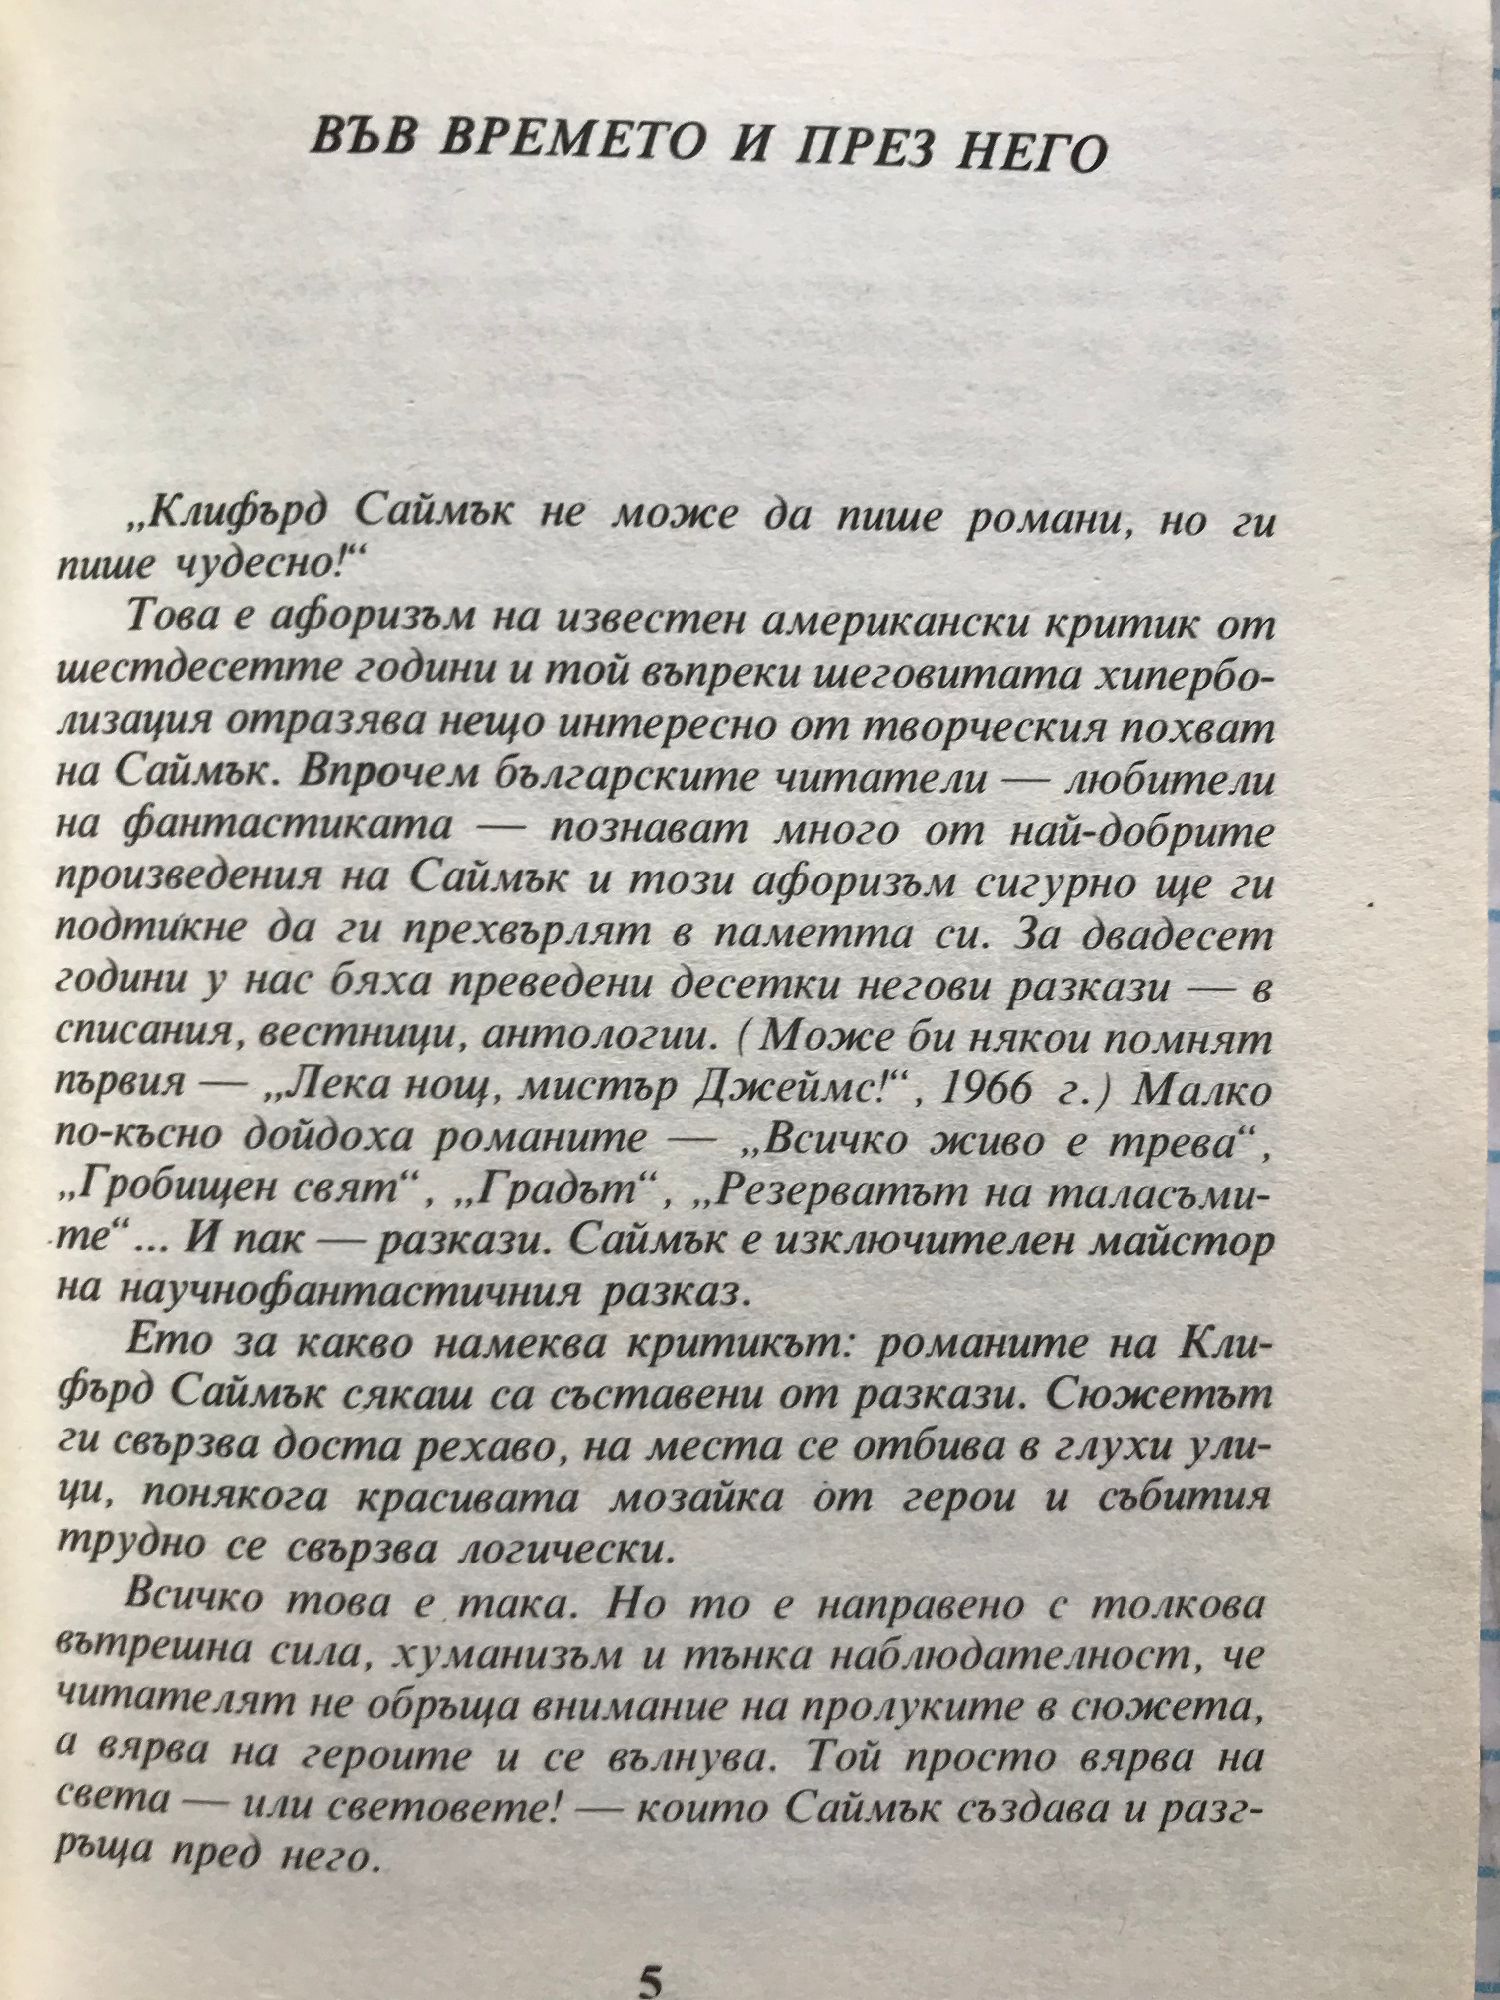 ВЪВ ВРЕМЕТО И ПРЕЗ НЕГО
„Клифърд Саймък не може да пише романи, но ги
пише чудесно!“
Това е афоризъм на известен американски критик от
шестдесетте години и той въпреки шеговитата хипербо-
лизация отразява нещо интересно от творческия похват
на Саймък. Впрочем българските читатели — любители
на фантастиката — познават много от най-добрите
произведения на Саймък и този афоризъм сигурно ще ги
подтикне да ги прехвърлят в паметта си. За двадесет
години у нас бяха преведени десетки негови разкази — в
списания, вестници, антологии. (Може би някои помнят
първия — „Лека нощ, мистър Джеймс!“, 1966 г.) Малко
по-късно дойдоха романите — „Всичко живо е трева“,
„Гробищен свят“, „Градът“, „Резерватът на таласъми-
те“... И пак — разкази. Саймък е изключителен майстор
на научнофантастичния разказ.
Ето за какво намеква критикът: романите на Кли-
фърд Саймък сякаш са съставени от разкази. Сюжетът
ги свързва доста рехаво, на места се отбива в глухи ули-
ци, понякога красивата мозайка от герои и събития
трудно се свързва логически.
Всичко това е така. Но то е направено с толкова
вътрешна сила, хуманизъм и тънка наблюдателност, че
читателят не обръща внимание на пролуките в сюжета,
а вярва на героите и се вълнува. Той просто вярва на
света — или световете! — които Саймък създава и разг-
ръща пред него.
5